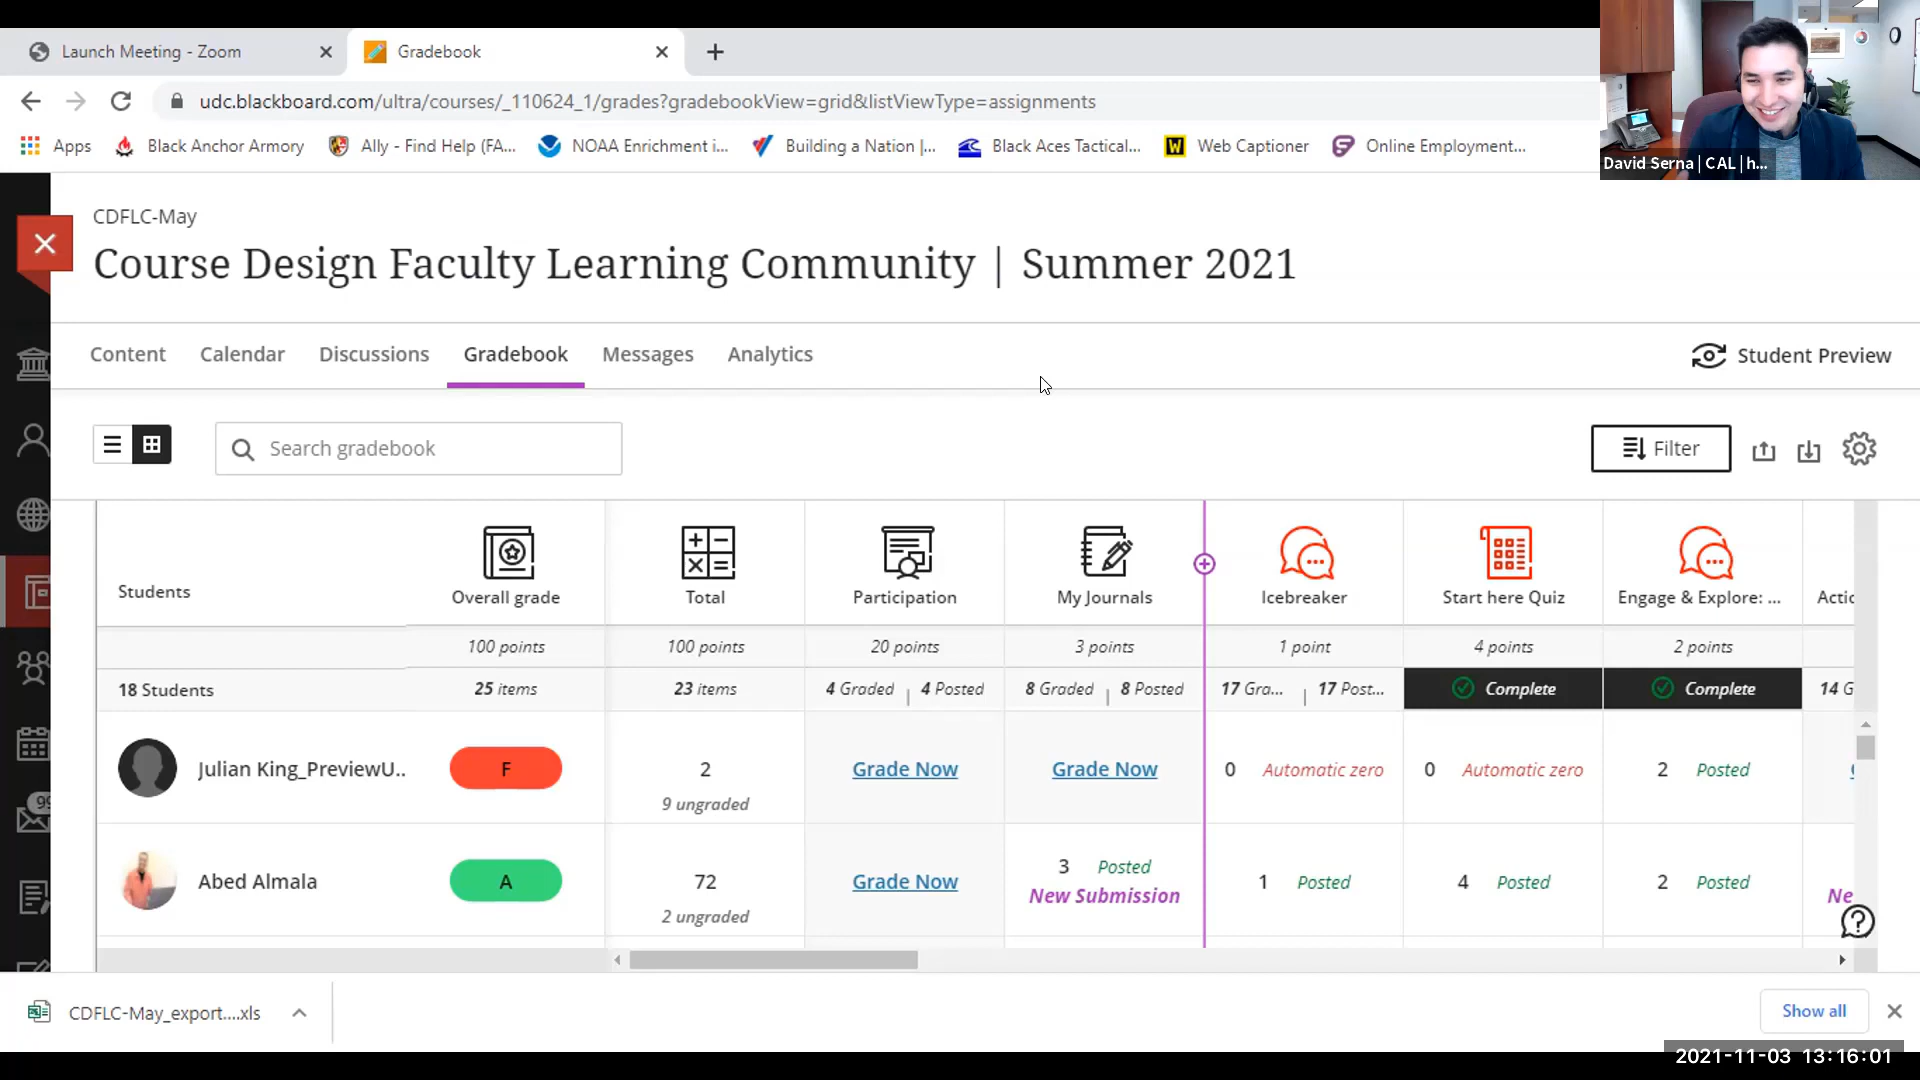 Launch Meeting - Zoom
Gradebook
udc.blackboard.com/ultra/courses/_110624_1/grades?gradebookView=grid&listViewType=assignments
Apps
Black Anchor Armory
Ally - Find Help (FA...
NOAA Enrichment i...
Building a Nation |...
Black Aces Tactical...
W
Web Captioner
Online Employment...
David Serna | CAL | h...
CDFLC-May
Course Design Faculty Learning Community | Summer 2021
Content
Calendar
Discussions
Gradebook
Messages
Analytics
Student Preview
Search gradebook
Filter
Students
Overall grade
Total
Participation
My Journals
Icebreaker
Start here Quiz
Engage & Explore: ...
Actic
100 points
100 points
20 points
3 points
1 point
4 points
2 points
18 Students
25 items
23 items
4 Graded | 4 Posted
8 Graded | 8 Posted
17 Gra... | 17 Post...
Complete
Complete
14 G
Julian King_PreviewU..
F
2
9 ungraded
Grade Now
Grade Now
0 Automatic zero
0 Automatic zero
2 Posted
Abed Almala
A
72
2 ungraded
Grade Now
3 Posted
New Submission
1 Posted
4 Posted
2 Posted
Ne
99
CDFLC-May_export....xls
Show all
2021-11-03 13:16:01